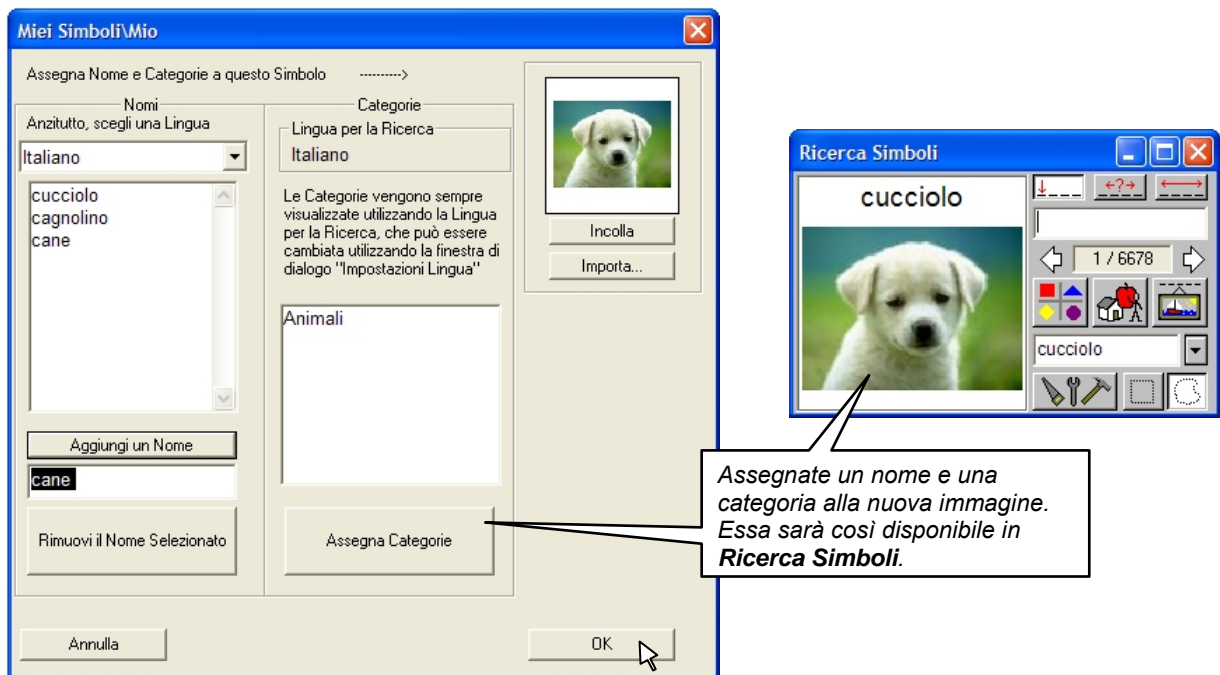 Miei Simboli\Mio
Assegna Nome e Categorie a questo Simbolo ---------->
Nomi
Anzitutto, scegli una Lingua
Italiano
cucciolo
cagnolino
cane
Aggiungi un Nome
cane
Rimuovi il Nome Selezionato
Categorie
Lingua per la Ricerca
Italiano
Le Categorie vengono sempre
visualizzate utilizzando la Lingua
per la Ricerca, che può essere
cambiata utilizzando la finestra di
dialogo "Impostazioni Lingua"
Animali
Assegna Categorie
Incolla
Importa...
Annulla
OK
Ricerca Simboli
cucciolo
←?→
1 / 6678
cucciolo
Assegnate un nome e una
categoria alla nuova immagine.
Essa sarà così disponibile in
Ricerca Simboli.